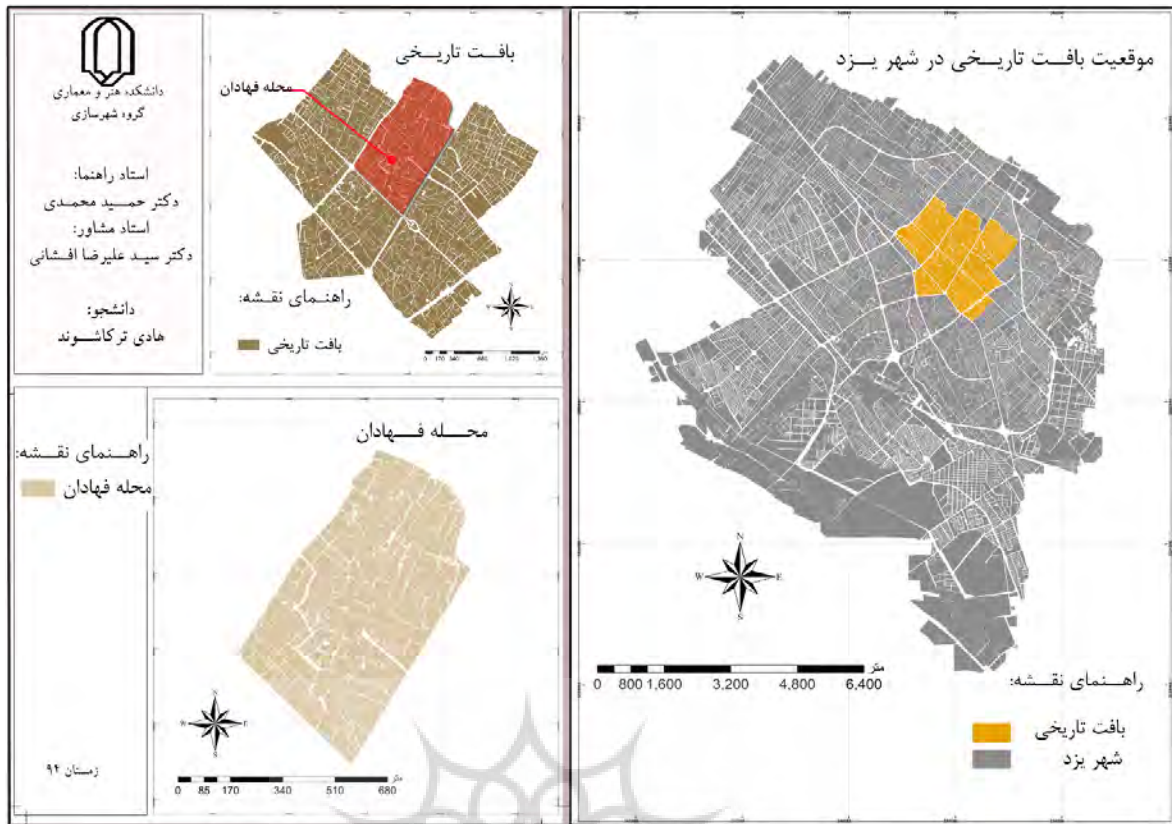 موقعیت بافت تاریخی در شهر یزد
N
W E
S
0 800 1,600 3,200 4,800 6,400 متر
راهنمای نقشه:
بافت تاریخی
شهر یزد
بافت تاریخی
محله فهادان
راهنمای نقشه:
بافت تاریخی
دانشکده هنر و معماری
گروه شهرسازی
استاد راهنما:
دکتر حمید محمدی
استاد مشاور:
دکتر سید علیرضا افشانی
دانشجو:
هادی ترکاشوند
محله فهادان
N
W E
S
0 85 170 340 510 680 متر
راهنمای نقشه:
محله فهادان
زمستان ۹۴